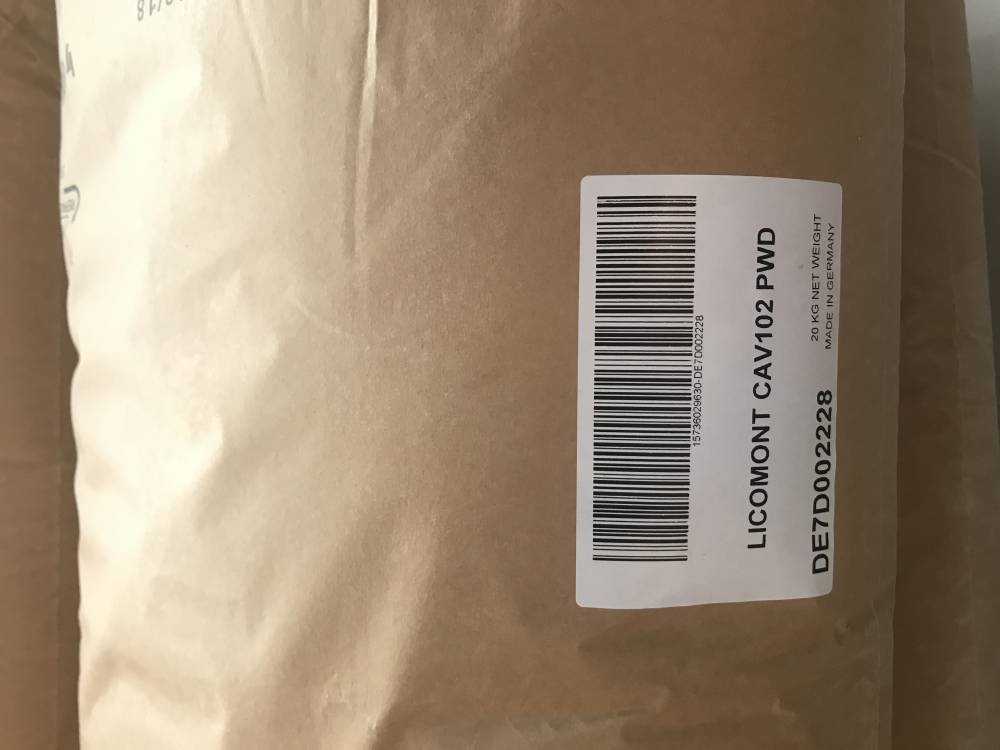 15736029630-DE7D002228
LICOMONT CAV102 PWD
DE7D002228
20 KG NET WEIGHT
MADE IN GERMANY